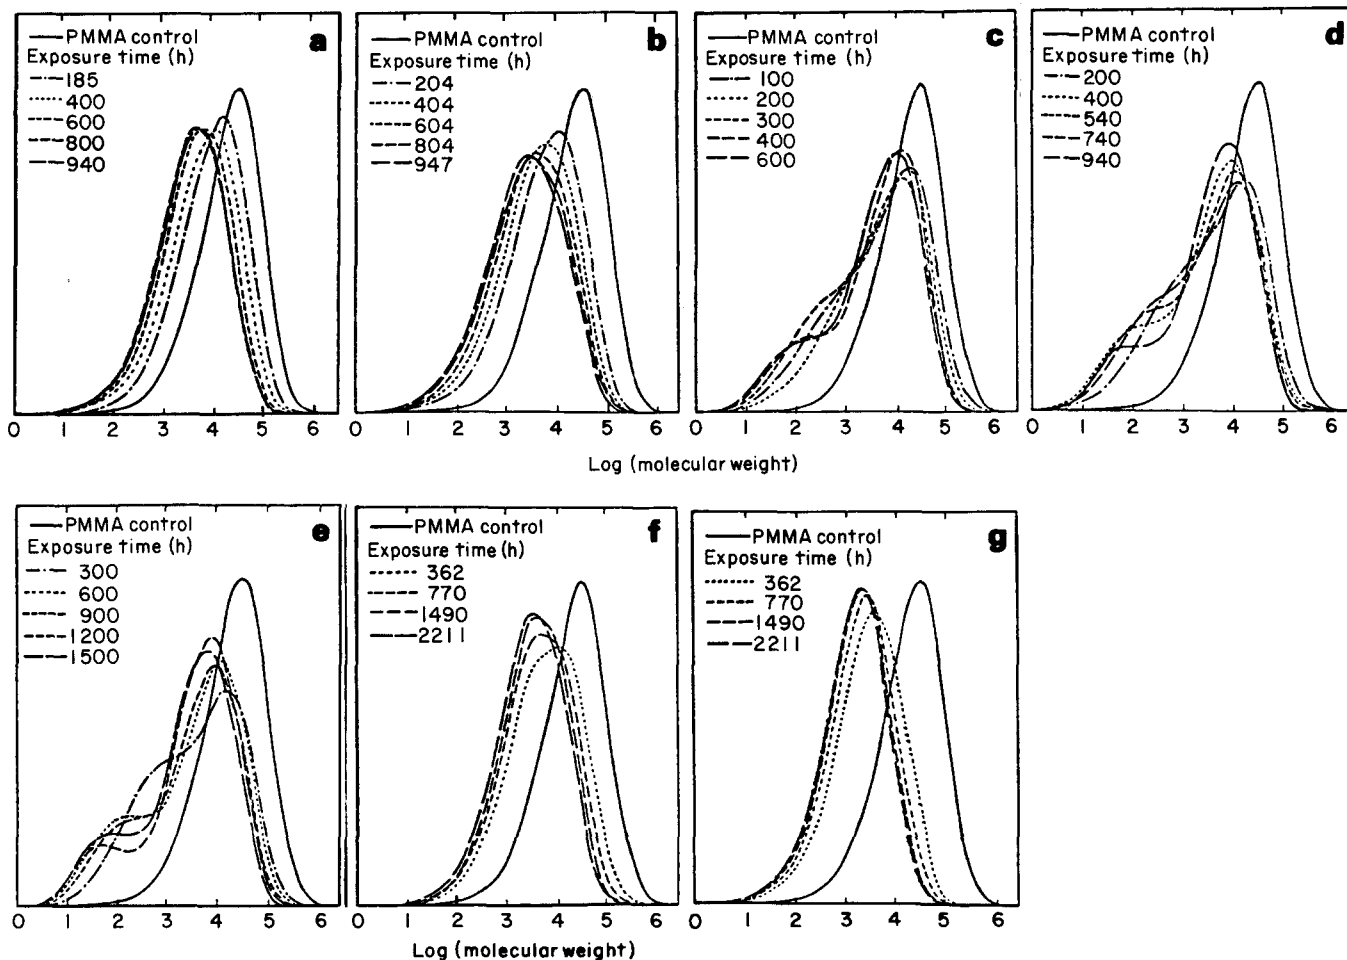 PMMA control a
Exposure time (h)
185
400
600
800
940
0 1 2 3 4 5 6
PMMA control b
Exposure time (h)
204
404
604
804
947
0 1 2 3 4 5 6
PMMA control c
Exposure time (h)
100
200
300
400
600
0 1 2 3 4 5 6
PMMA control d
Exposure time (h)
200
400
540
740
940
0 1 2 3 4 5 6
Log (molecular weight)
PMMA control e
Exposure time (h)
300
600
900
1200
1500
0 1 2 3 4 5 6
PMMA control f
Exposure time (h)
362
770
1490
2211
0 1 2 3 4 5 6
PMMA control g
Exposure time (h)
362
770
1490
2211
0 1 2 3 4 5 6
Log (molecular weight)